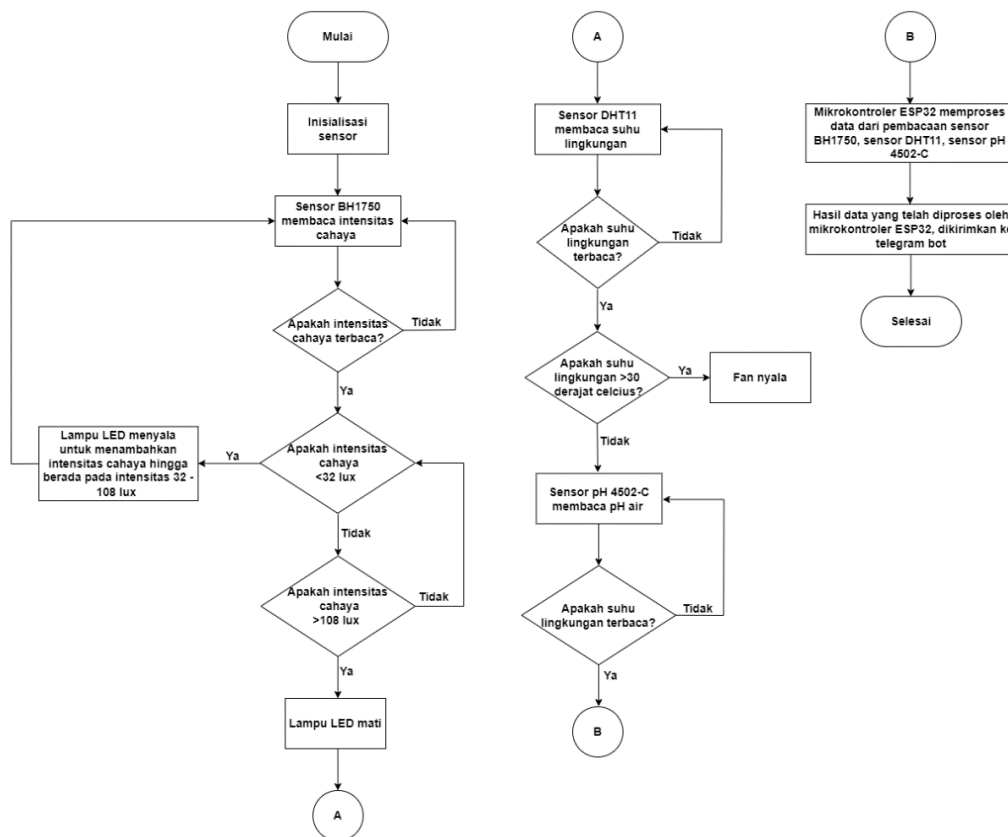 Mulai
Inisialisasi
sensor
Sensor BH1750
membaca intensitas
cahaya
Apakah intensitas
cahaya terbaca?
Tidak
Ya
Apakah intensitas
cahaya
<32 lux
Ya
Lampu LED menyala
untuk menambahkan
intensitas cahaya hingga
berada pada intensitas 32 -
108 lux
Tidak
Apakah intensitas
cahaya
>108 lux
Tidak
Ya
Lampu LED mati
A
A
Sensor DHT11
membaca suhu
lingkungan
Apakah suhu
lingkungan
terbaca?
Tidak
Ya
Apakah suhu
lingkungan >30
derajat celcius?
Ya
Fan nyala
Tidak
Sensor pH 4502-C
membaca pH air
Apakah suhu
lingkungan terbaca?
Tidak
Ya
B
B
Mikrokontroler ESP32 memproses
data dari pembacaan sensor
BH1750, sensor DHT11, sensor pH
4502-C
Hasil data yang telah diproses oleh
mikrokontroler ESP32, dikirimkan ke
telegram bot
Selesai